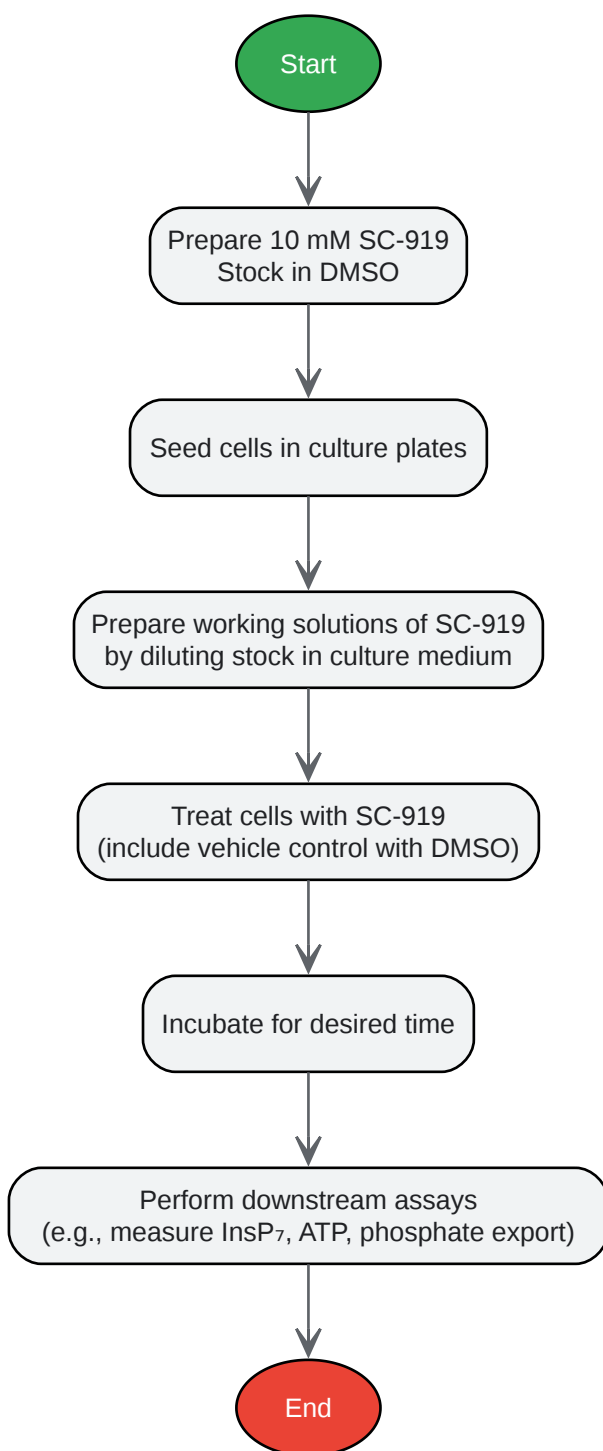 Start
Prepare 10 mM SC-919
Stock in DMSO
Seed cells in culture plates
Prepare working solutions of SC-919
by diluting stock in culture medium
Treat cells with SC-919
(include vehicle control with DMSO)
Incubate for desired time
Perform downstream assays
(e.g., measure InsP₇, ATP, phosphate export)
End